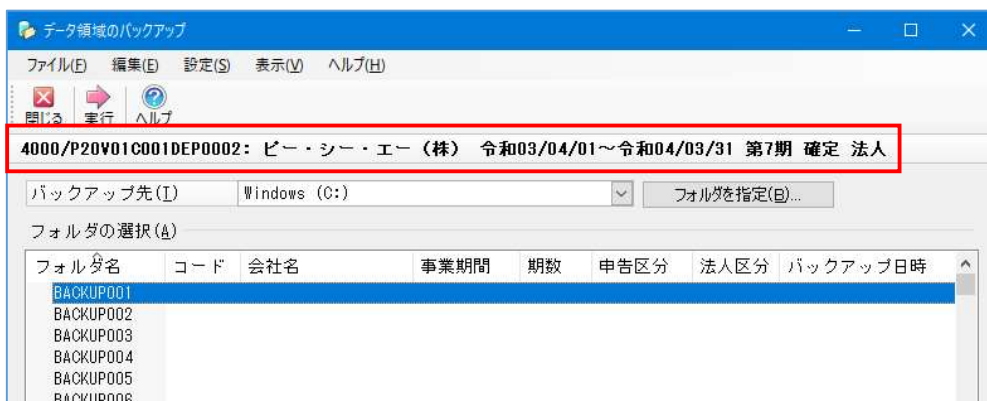 データ領域のバックアップ
ファイル(F) 編集(E) 設定(S) 表示(V) ヘルプ(H)
閉じる 実行 ヘルプ
4000/P20V01C001DEP0002: ピー・シー・エー (株) 令和03/04/01～令和04/03/31 第7期 確定 法人
バックアップ先(I) Windows (C:) フォルダを指定(B)...
フォルダの選択(A)
フォルダ名 コード 会社名 事業期間 期数 申告区分 法人区分 バックアップ日時
BACKUP001
BACKUP002
BACKUP003
BACKUP004
BACKUP005
BACKUP006